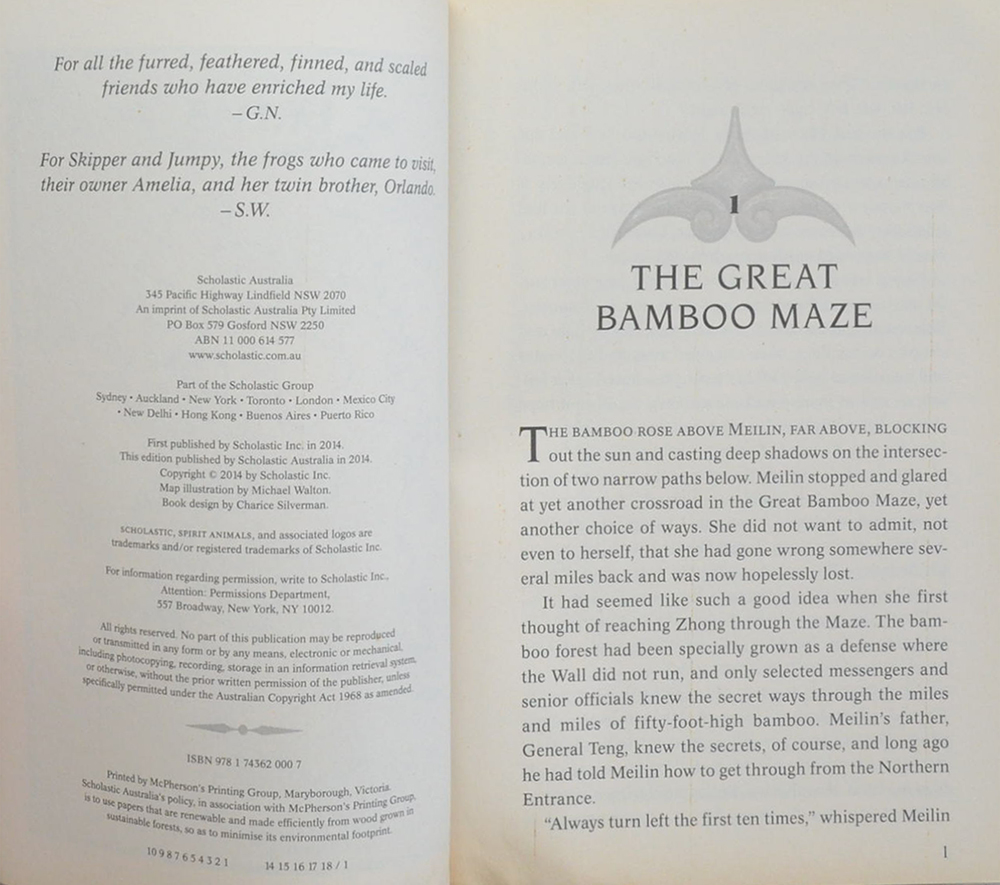 For all the furred, feathered, finned, and scaled
friends who have enriched my life.
– G.N.
For Skipper and Jumpy, the frogs who came to visit,
their owner Amelia, and her twin brother, Orlando.
– S.W.
Scholastic Australia
345 Pacific Highway Lindfield NSW 2070
An imprint of Scholastic Australia Pty Limited
PO Box 579 Gosford NSW 2250
ABN 11 000 614 577
www.scholastic.com.au
Part of the Scholastic Group
Sydney • Auckland • New York • Toronto • London • Mexico City
• New Delhi • Hong Kong • Buenos Aires • Puerto Rico
First published by Scholastic Inc. in 2014.
This edition published by Scholastic Australia in 2014.
Copyright © 2014 by Scholastic Inc.
Map illustration by Michael Walton.
Book design by Charice Silverman.
SCHOLASTIC, SPIRIT ANIMALS, and associated logos are
trademarks and/or registered trademarks of Scholastic Inc.
For information regarding permission, write to Scholastic Inc.,
Attention: Permissions Department,
557 Broadway, New York, NY 10012.
All rights reserved. No part of this publication may be reproduced
or transmitted in any form or by any means, electronic or mechanical,
including photocopying, recording, storage in an information retrieval system,
or otherwise, without the prior written permission of the publisher, unless
specifically permitted under the Australian Copyright Act 1968 as amended.
ISBN 978 1 74362 000 7
Printed by McPherson's Printing Group, Maryborough, Victoria.
Scholastic Australia's policy, in association with McPherson's Printing Group,
is to use papers that are renewable and made efficiently from wood grown in
sustainable forests, so as to minimise its environmental footprint.
10 9 8 7 6 5 4 3 2 1 14 15 16 17 18 / 1
1
THE GREAT
BAMBOO MAZE
THE BAMBOO ROSE ABOVE MEILIN, FAR ABOVE, BLOCKING
out the sun and casting deep shadows on the intersec-
tion of two narrow paths below. Meilin stopped and glared
at yet another crossroad in the Great Bamboo Maze, yet
another choice of ways. She did not want to admit, not
even to herself, that she had gone wrong somewhere sev-
eral miles back and was now hopelessly lost.
It had seemed like such a good idea when she first
thought of reaching Zhong through the Maze. The bam-
boo forest had been specially grown as a defense where
the Wall did not run, and only selected messengers and
senior officials knew the secret ways through the miles
and miles of fifty-foot-high bamboo. Meilin's father,
General Teng, knew the secrets, of course, and long ago
he had told Meilin how to get through from the Northern
Entrance.
"Always turn left the first ten times," whispered Meilin
1